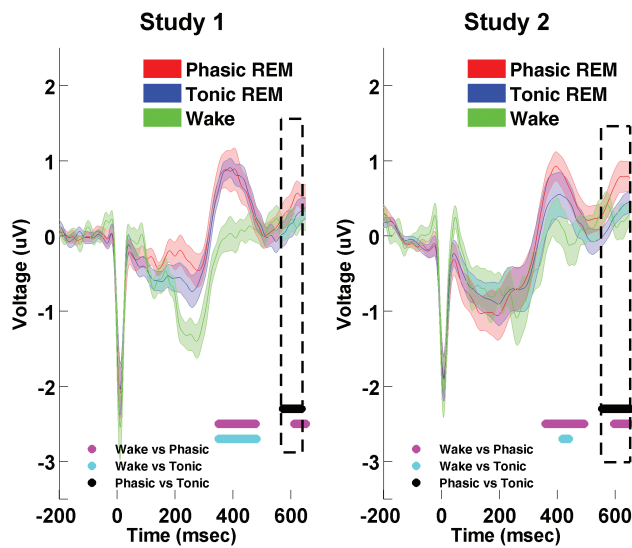 Study 1
Phasic REM
Tonic REM
Wake
2
1
0
-1
-2
-3
Voltage (uV)
Wake vs Phasic
Wake vs Tonic
Phasic vs Tonic
-200 0 200 400 600
Time (msec)
Study 2
Phasic REM
Tonic REM
Wake
2
1
0
-1
-2
-3
Voltage (uV)
Wake vs Phasic
Wake vs Tonic
Phasic vs Tonic
-200 0 200 400 600
Time (msec)